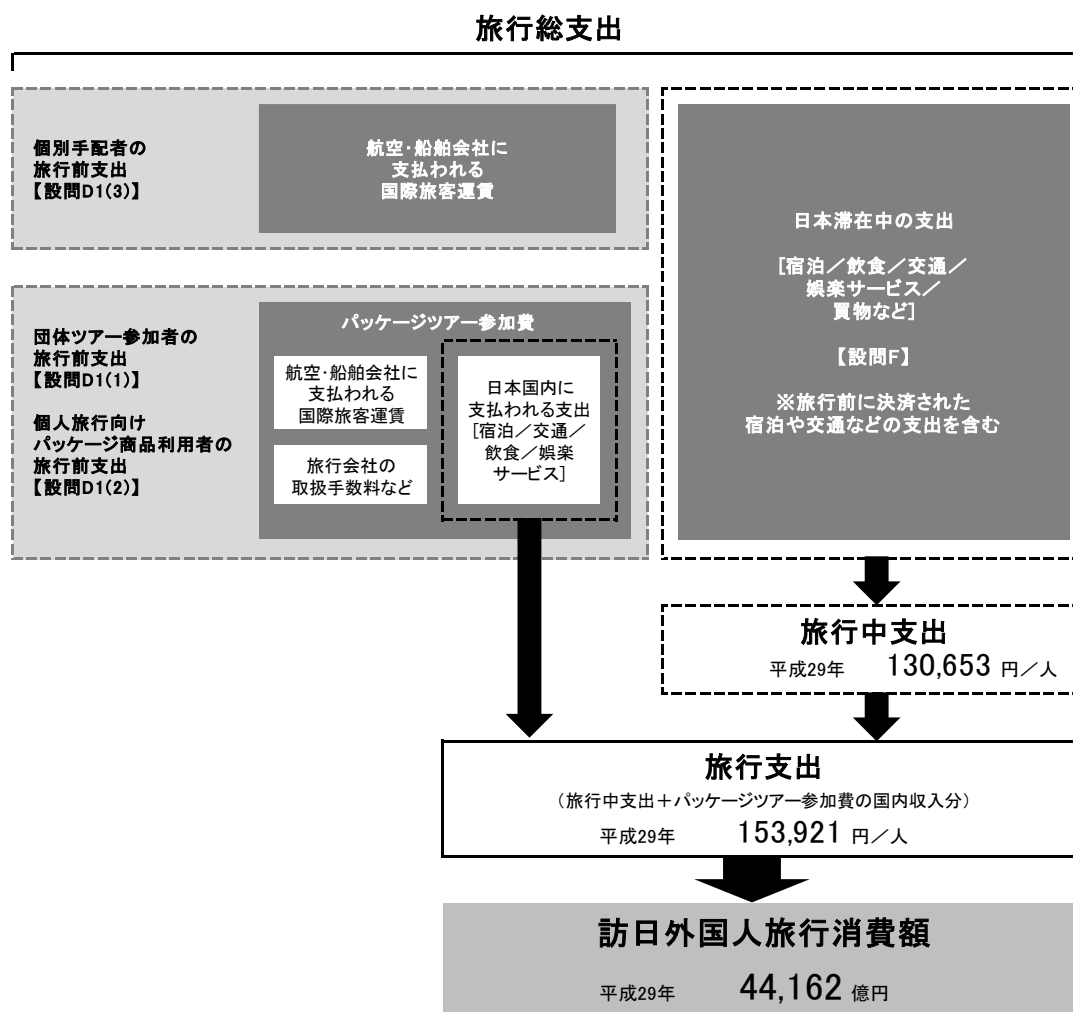 旅行総支出
個別手配者の
旅行前支出
【設問D1(3)】
航空・船舶会社に
支払われる
国際旅客運賃
団体ツアー参加者の
旅行前支出
【設問D1(1)】
個人旅行向け
パッケージ商品利用者の
旅行前支出
【設問D1(2)】
パッケージツアー参加費
航空・船舶会社に
支払われる
国際旅客運賃
旅行会社の
取扱手数料など
日本国内に
支払われる支出
[宿泊／交通／
飲食／娯楽
サービス]
日本滞在中の支出
[宿泊／飲食／交通／
娯楽サービス／
買物など]
【設問F】
※旅行前に決済された
宿泊や交通などの支出を含む
旅行中支出
平成29年 130,653 円／人
旅行支出
（旅行中支出＋パッケージツアー参加費の国内収入分）
平成29年 153,921 円／人
訪日外国人旅行消費額
平成29年 44,162 億円